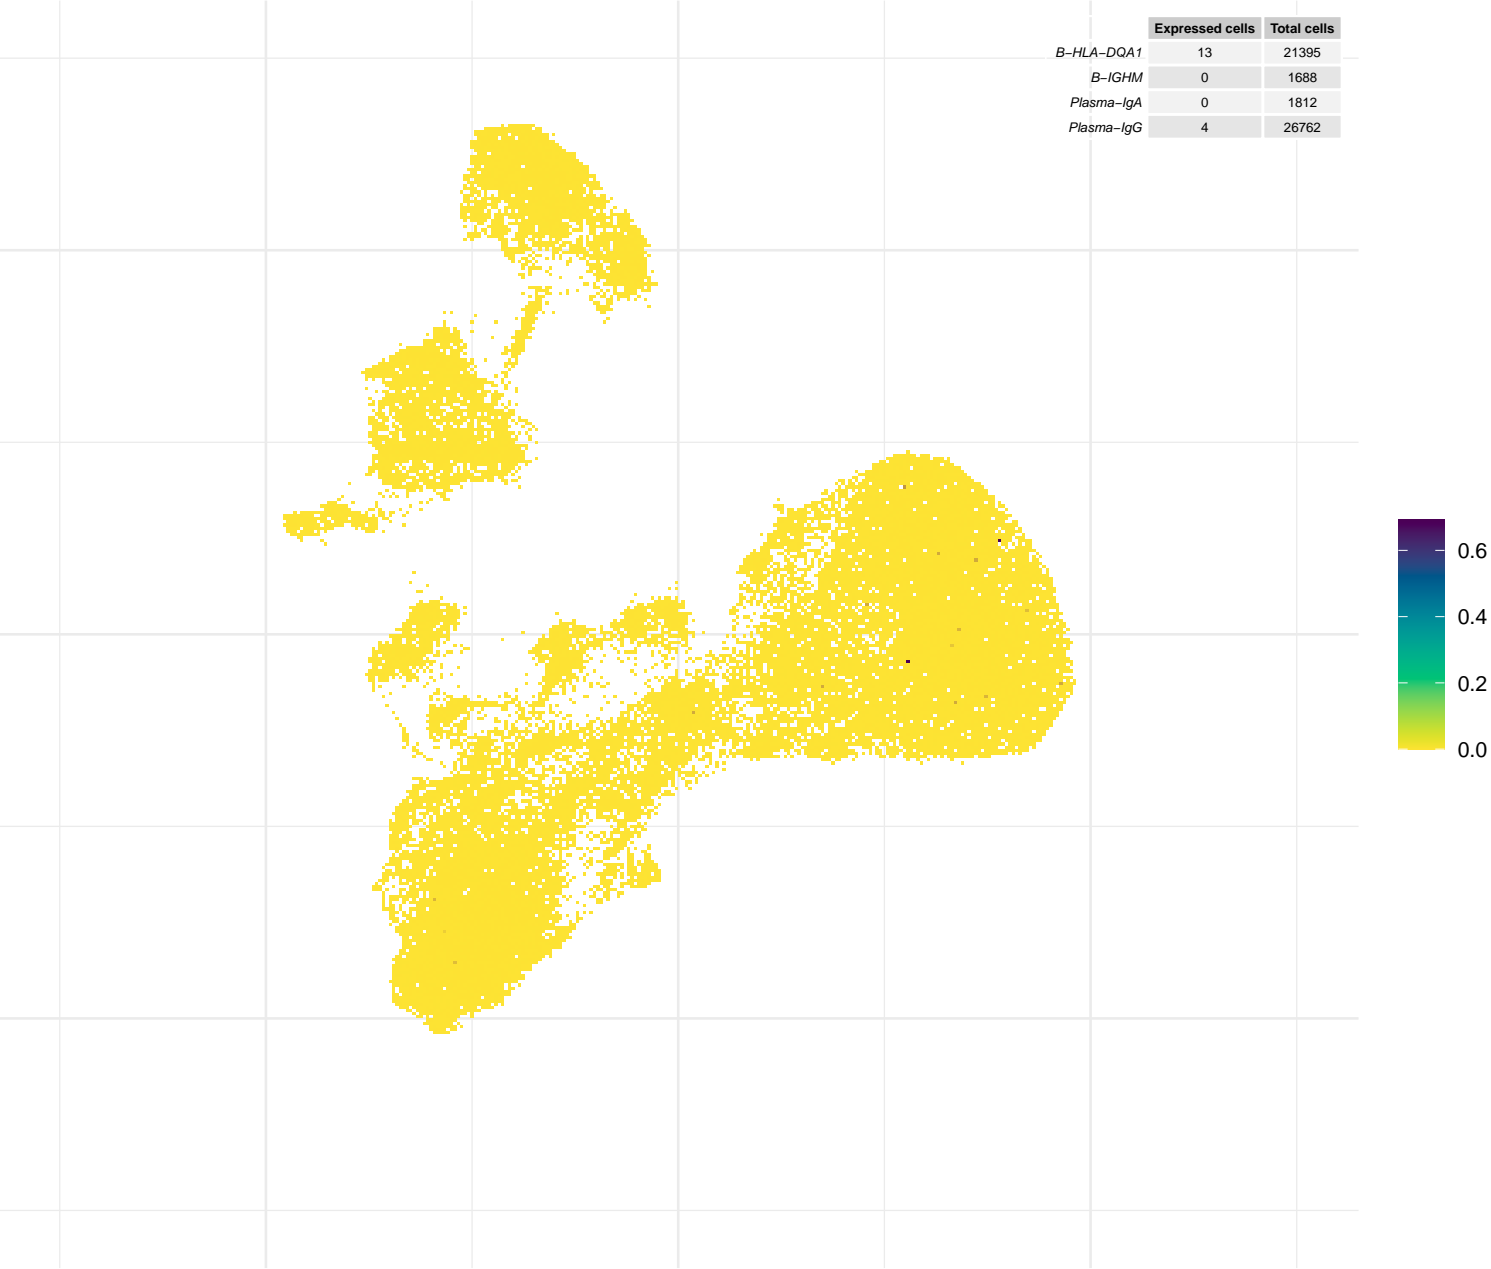 Expressed cells Total cells
B−HLA−DQA1 13 21395
B−IGHM 0 1688
Plasma−IgA 0 1812
Plasma−IgG 4 26762
0.6
0.4
0.2
0.0